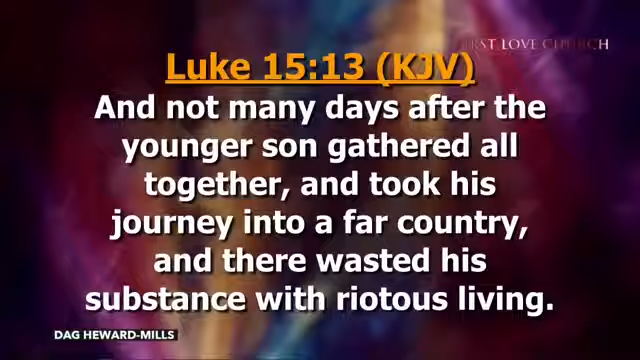 FIRST LOVE CHURCH
Luke 15:13 (KJV)
And not many days after the
younger son gathered all
together, and took his
journey into a far country,
and there wasted his
substance with riotous living.
DAG HEWARD-MILLS